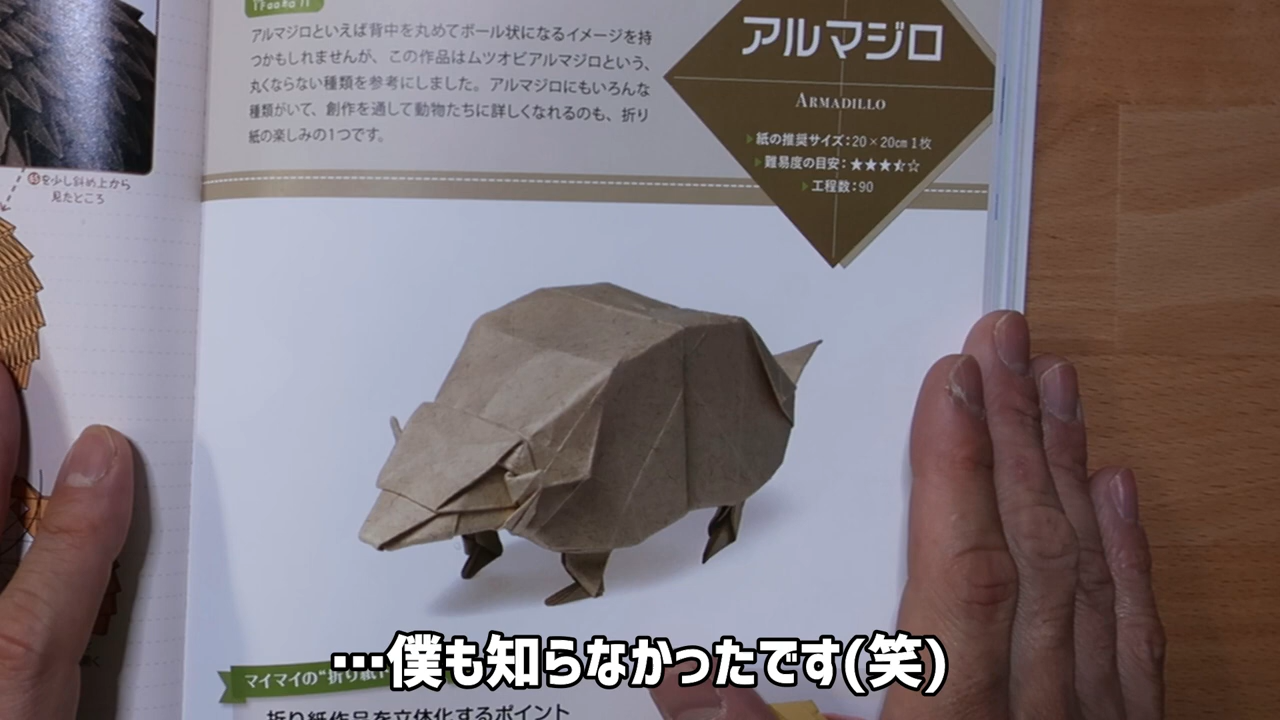 アルマジロといえば背中を丸めてボール状になるイメージを持
つかもしれませんが、この作品はムツオビアルマジロという、
丸くならない種類を参考にしました。アルマジロにもいろんな
種類がいて、創作を通して動物たちに詳しくなれるのも、折り
紙の楽しみの1つです。
アルマジロ
ARMADILLO
紙の推奨サイズ:20×20cm 1枚
難易度の目安:★★★⯪☆
工程数:90
を少し斜め上から
見たところ
マイマイの"折り紙
折り紙作品を立体化するポイント
…僕も知らなかったです(笑)